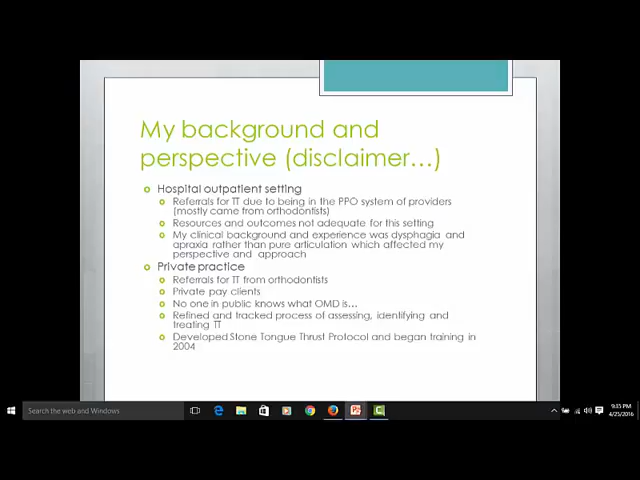 My background and
perspective (disclaimer...)
Hospital outpatient setting
Referrals for TT due to being in the PPO system of providers
(mostly came from orthodontists)
Resources and outcomes not adequate for this setting
My clinical background and experience was dysphagia and
apraxia rather than pure articulation which affected my
perspective and approach
Private practice
Referrals for TT from orthodontists
Private pay clients
No one in public knows what OMD is...
Refined and tracked process of assessing, identifying and
treating TT
Developed Stone Tongue Thrust Protocol and began training in
2004
Search the web and Windows
9:35 PM
4/25/2016